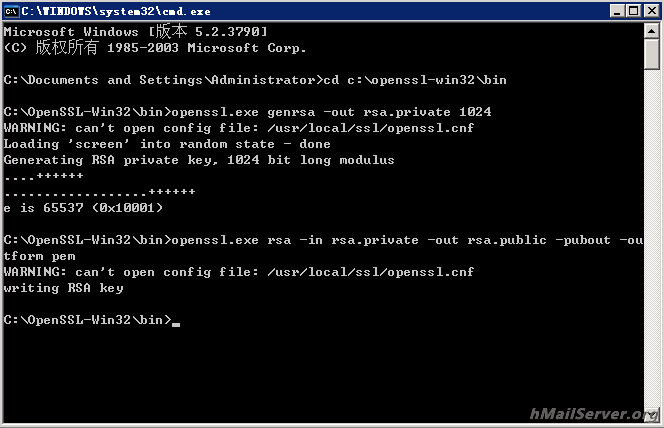 C:\WINDOWS\system32\cmd.exe
Microsoft Windows [版本 5.2.3790]
(C) 版权所有 1985-2003 Microsoft Corp.
C:\Documents and Settings\Administrator>cd c:\openssl-win32\bin
C:\OpenSSL-Win32\bin>openssl.exe genrsa -out rsa.private 1024
WARNING: can't open config file: /usr/local/ssl/openssl.cnf
Loading 'screen' into random state - done
Generating RSA private key, 1024 bit long modulus
....++++++
.................++++++
e is 65537 (0x10001)
C:\OpenSSL-Win32\bin>openssl.exe rsa -in rsa.private -out rsa.public -pubout -ou
tform pem
WARNING: can't open config file: /usr/local/ssl/openssl.cnf
writing RSA key
C:\OpenSSL-Win32\bin>
hMailServer.org